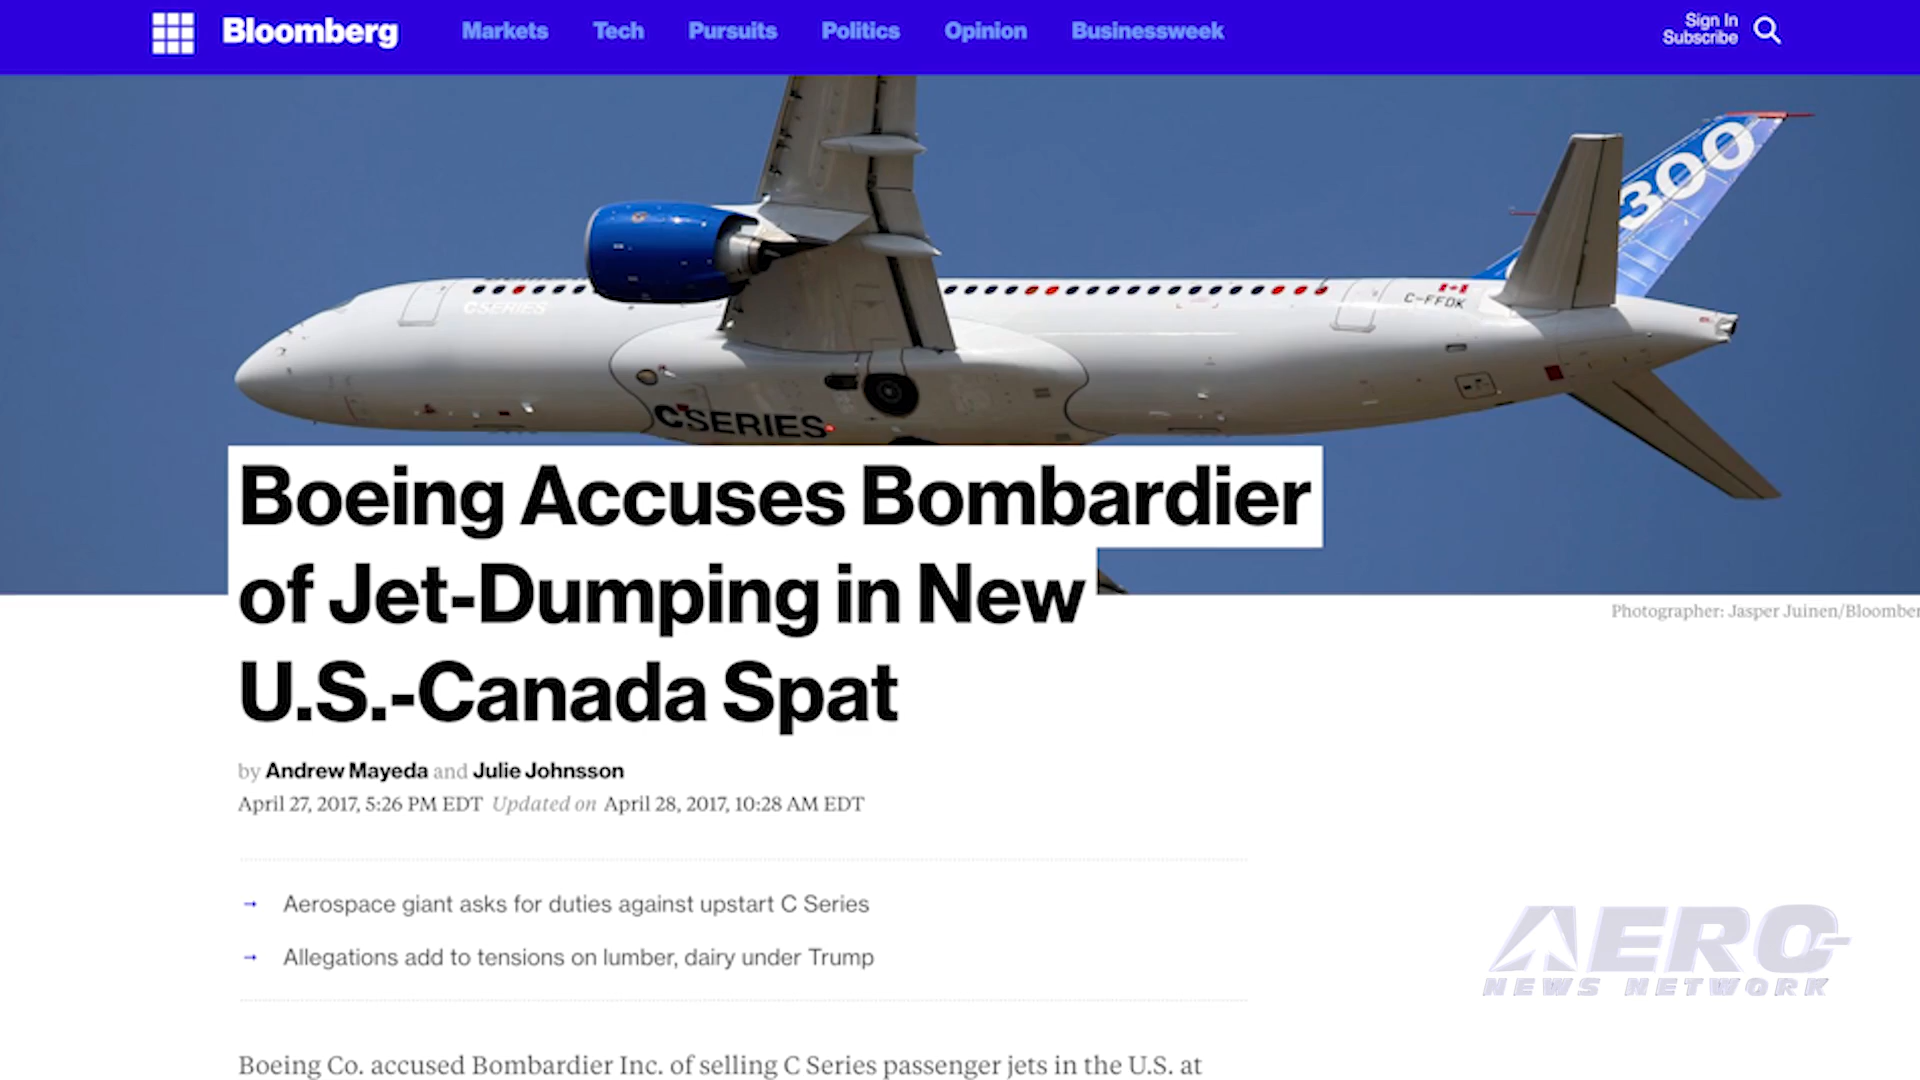 Bloomberg
Markets Tech Pursuits Politics Opinion Businessweek
Sign In
Subscribe
300
C-FFDK
CSERIES
CSERIES
Boeing Accuses Bombardier
of Jet-Dumping in New
U.S.-Canada Spat
Photographer: Jasper Juinen/Bloomber
by Andrew Mayeda and Julie Johnsson
April 27, 2017, 5:26 PM EDT Updated on April 28, 2017, 10:28 AM EDT
→ Aerospace giant asks for duties against upstart C Series
→ Allegations add to tensions on lumber, dairy under Trump
AERO
NEWS NETWORK
Boeing Co. accused Bombardier Inc. of selling C Series passenger jets in the U.S. at